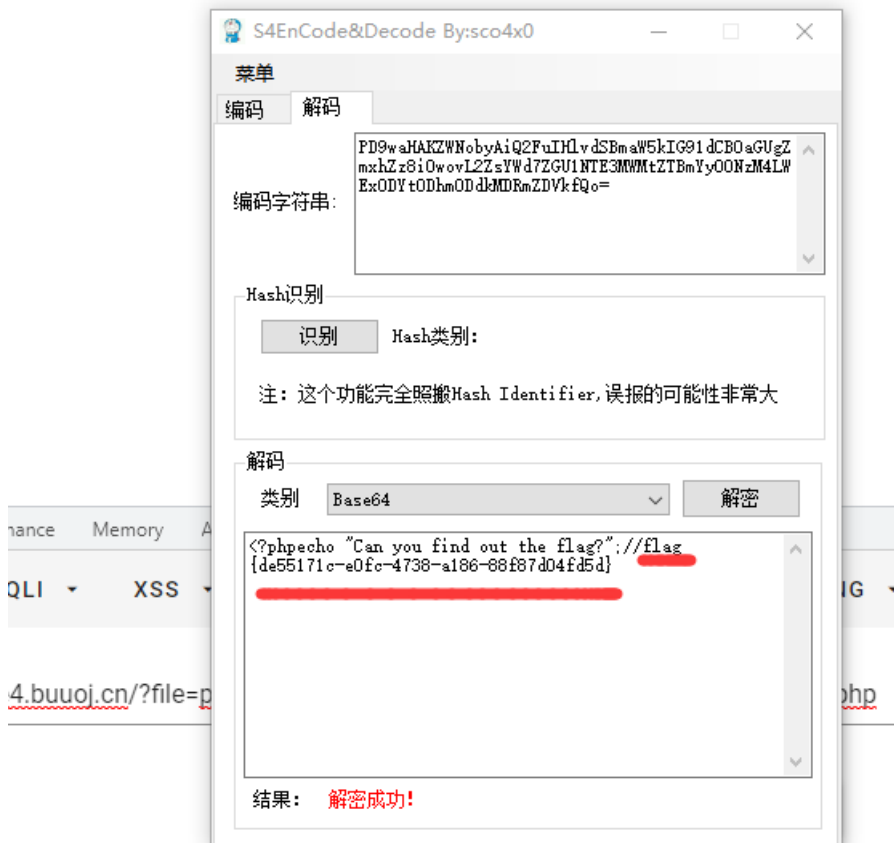 S4EnCode&Decode By:sco4x0
菜单
编码 解码
编码字符串:
PD9waHAKZWNobyAiQ2FuIHlvdSBmaW5kIG91dCB0aGUgZ
mxhZz8iOwovL2ZsYWd7ZGU1NTE3MWMtZTBmYy00NzM4LW
ExODYtODhmODdkMDRmZDVkfQo=
Hash识别
识别 Hash类别:
注: 这个功能完全照搬Hash Identifier,误报的可能性非常大
解码
类别 Base64 解密
<?phpecho "Can you find out the flag?";//flag
{de55171c-e0fc-4738-a186-88f87d04fd5d}
结果: 解密成功!
Memory
QLI XSS
4.buuoj.cn/?file=p
php